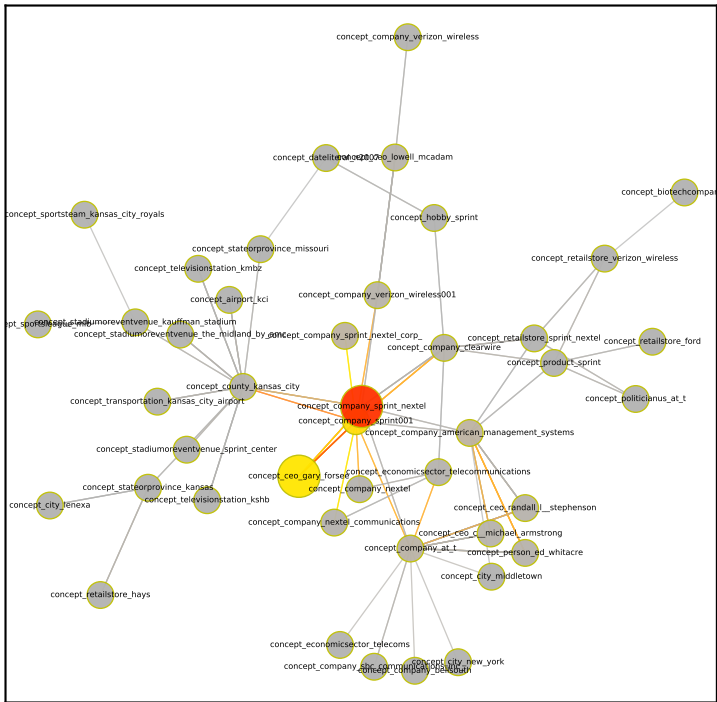 concept_company_verizon_wireless
concept_ceo_lowell_mcadam
concept_biotechcompan
concept_sportsteam_kansas_city_royals
concept_hobby_sprint
concept_stateorprovince_missouri
concept_retailstore_verizon_wireless
concept_televisionstation_kmbz
concept_company_verizon_wireless001
concept_airport_kci
concept_stadiumoreventvenue_kauffman_stadium
concept_stadiumoreventvenue_the_midland_by_amc
concept_company_sprint_nextel_corp_
concept_retailstore_sprint_nextel
concept_retailstore_ford
concept_company_clearwire
concept_product_sprint
concept_county_kansas_city
concept_politicianus_at_t
concept_transportation_kansas_city_airport
concept_company_sprint_nextel
concept_company_sprint001
concept_company_american_management_systems
concept_stadiumoreventvenue_sprint_center
concept_economicsector_telecommunications
concept_ceo_gary_forsee
concept_stateorprovince_kansas
concept_company_nextel
concept_televisionstation_kshb
concept_city_lenexa
concept_ceo_randall_l__stephenson
concept_company_nextel_communications
concept_ceo_c__michael_armstrong
concept_company_at_t
concept_person_ed_whitacre
concept_city_middletown
concept_retailstore_hays
concept_economicsector_telecoms
concept_city_new_york
concept_company_bellsouth